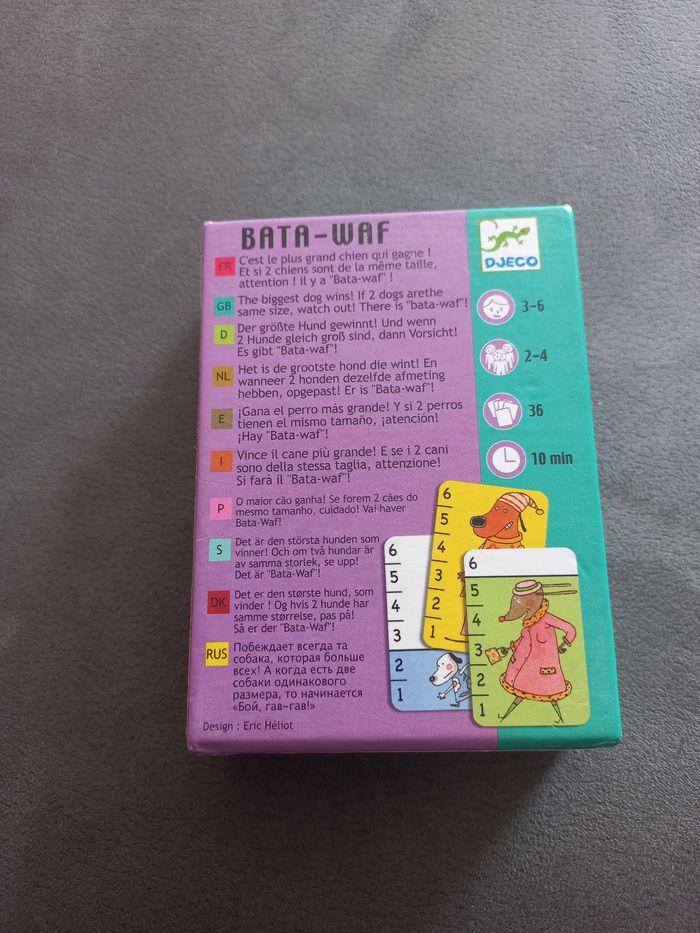 BATA-WAF
FR
C'est le plus grand chien qui gagne !
Et si 2 chiens sont de la même taille,
attention ! il y a "Bata-waf" !
GB
The biggest dog wins! If 2 dogs arethe
same size, watch out! There is "bata-waf"!
D
Der größte Hund gewinnt! Und wenn
2 Hunde gleich groß sind, dann Vorsicht!
Es gibt "Bata-waf"!
NL
Het is de grootste hond die wint! En
wanneer 2 honden dezelfde afmeting
hebben, opgepast! Er is "Bata-waf"!
E
¡Gana el perro más grande! Y si 2 perros
tienen el mismo tamaño, ¡atención!
¡Hay "Bata-waf"!
I
Vince il cane più grande! E se i 2 cani
sono della stessa taglia, attenzione!
Si farà il "Bata-waf"!
P
O maior cão ganha! Se forem 2 cães do
mesmo tamanho, cuidado! Vai haver
Bata-Waf!
S
Det är den största hunden som
vinner! Och om två hundar är
av samma storlek, se upp!
Det är "Bata-Waf"!
DK
Det er den største hund, som
vinder ! Og hvis 2 hunde har
samme størrelse, pas på!
Så er der "Bata-Waf"!
RUS
Побеждает всегда та
собака, которая больше
всех! А когда есть две
собаки одинакового
размера, то начинается
«Бой, гав-гав!»
Design : Eric Héliot
DJECO
3-6
2-4
36
10 min
6
5
4
3
2
1
6
5
4
3
2
1
6
5
4
3
2
1